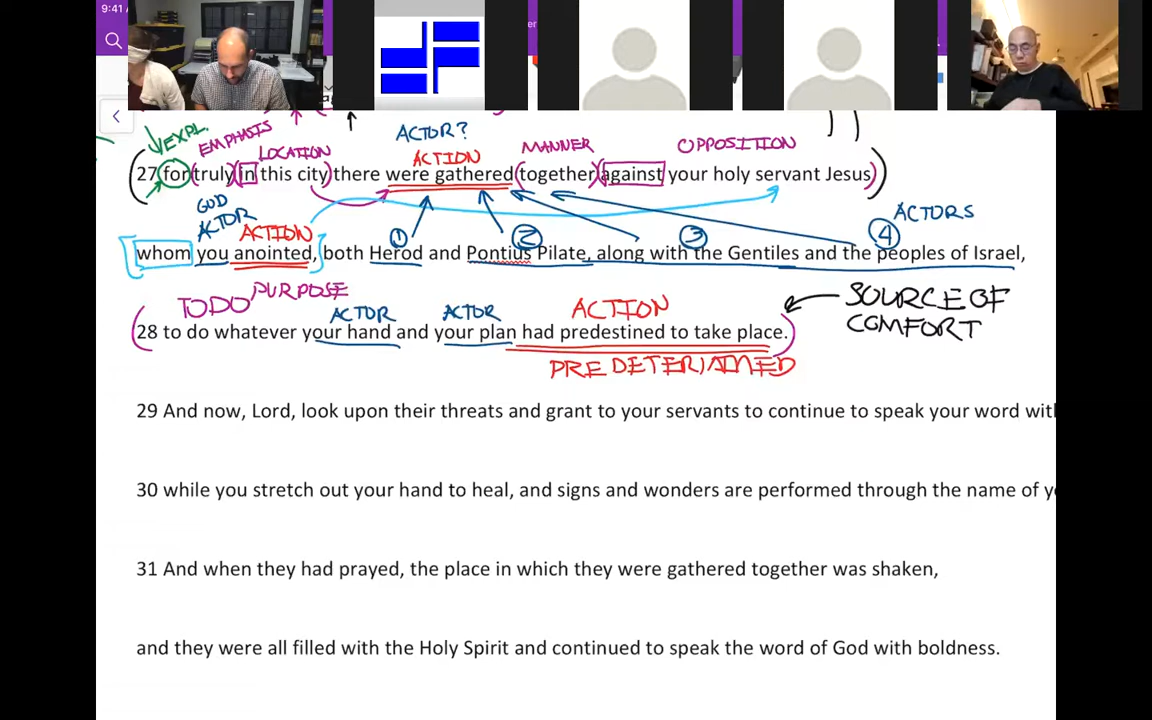 9:41
EXPL.
EMPHASIS
LOCATION
ACTOR?
ACTION
MANNER
OPPOSITION
27 for truly in this city there were gathered together against your holy servant Jesus
GOD
ACTOR
ACTION
① ② ③ ④ ACTORS
whom you anointed, both Herod and Pontius Pilate, along with the Gentiles and the peoples of Israel,
TO DO PURPOSE
ACTOR
ACTOR
ACTION
SOURCE OF
COMFORT
28 to do whatever your hand and your plan had predestined to take place.
PREDETERIAMED
29 And now, Lord, look upon their threats and grant to your servants to continue to speak your word with
30 while you stretch out your hand to heal, and signs and wonders are performed through the name of yo
31 And when they had prayed, the place in which they were gathered together was shaken,
and they were all filled with the Holy Spirit and continued to speak the word of God with boldness.